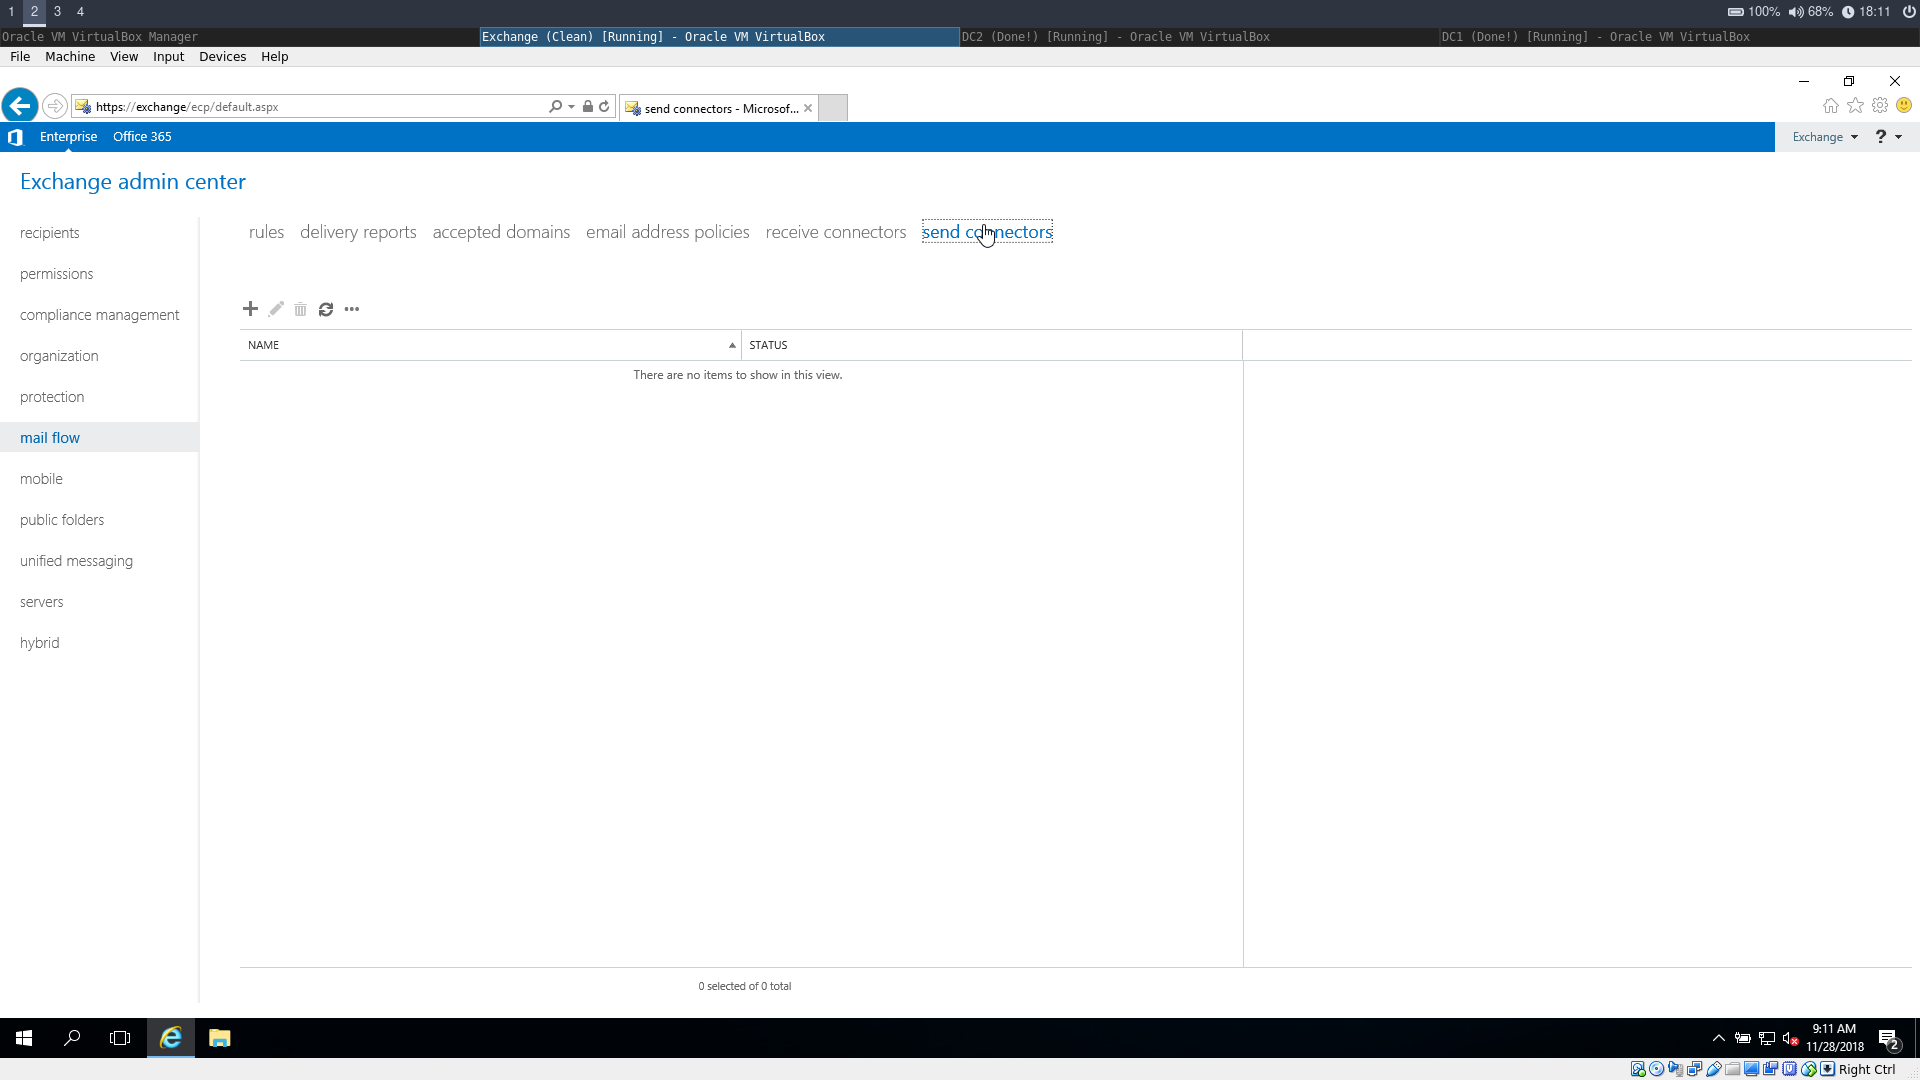 1 2 3 4 100% 68% 18:11
Oracle VM VirtualBox Manager Exchange (Clean) [Running] - Oracle VM VirtualBox DC2 (Done!) [Running] - Oracle VM VirtualBox DC1 (Done!) [Running] - Oracle VM VirtualBox
File Machine View Input Devices Help
https://exchange/ecp/default.aspx send connectors - Microsof...
Enterprise Office 365 Exchange ?
Exchange admin center
recipients
permissions
compliance management
organization
protection
mail flow
mobile
public folders
unified messaging
servers
hybrid
rules delivery reports accepted domains email address policies receive connectors send connectors
NAME STATUS
There are no items to show in this view.
0 selected of 0 total
9:11 AM
11/28/2018
2
Right Ctrl